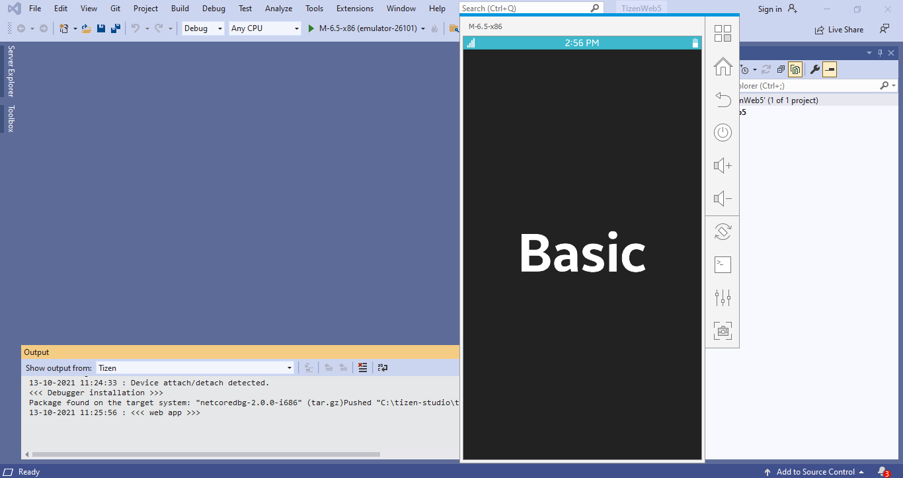 File Edit View Git Project Build Debug Test Analyze Tools Extensions Window Help Search (Ctrl+Q) TizenWeb5 Sign in
Debug Any CPU M-6.5-x86 (emulator-26101) Live Share
Server Explorer
Toolbox
M-6.5-x86
2:56 PM
Basic
plorer (Ctrl+;)
nWeb5' (1 of 1 project)
b5
Output
Show output from: Tizen
13-10-2021 11:24:33 : Device attach/detach detected.
<<< Debugger installation >>>
Package found on the target system: "netcoredbg-2.0.0-i686" (tar.gz)Pushed "C:\tizen-studio\t
13-10-2021 11:25:56 : <<< web app >>>
Ready Add to Source Control 3